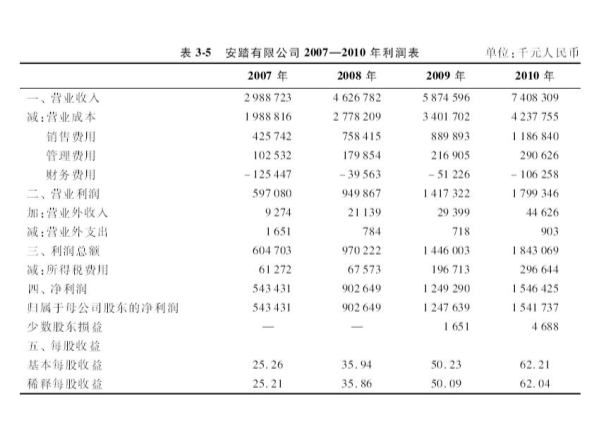 表 3-5 安踏有限公司 2007—2010 年利润表 单位:千元人民币
2007 年 2008 年 2009 年 2010 年
一、营业收入 2 988 723 4 626 782 5 874 596 7 408 309
减:营业成本 1 988 816 2 778 209 3 401 702 4 237 755
销售费用 425 742 758 415 889 893 1 186 840
管理费用 102 532 179 854 216 905 290 626
财务费用 -125 447 -39 563 -51 226 -106 258
二、营业利润 597 080 949 867 1 417 322 1 799 346
加:营业外收入 9 274 21 139 29 399 44 626
减:营业外支出 1 651 784 718 903
三、利润总额 604 703 970 222 1 446 003 1 843 069
减:所得税费用 61 272 67 573 196 713 296 644
四、净利润 543 431 902 649 1 249 290 1 546 425
归属于母公司股东的净利润 543 431 902 649 1 247 639 1 541 737
少数股东损益 — — 1 651 4 688
五、每股收益
基本每股收益 25.26 35.94 50.23 62.21
稀释每股收益 25.21 35.86 50.09 62.04